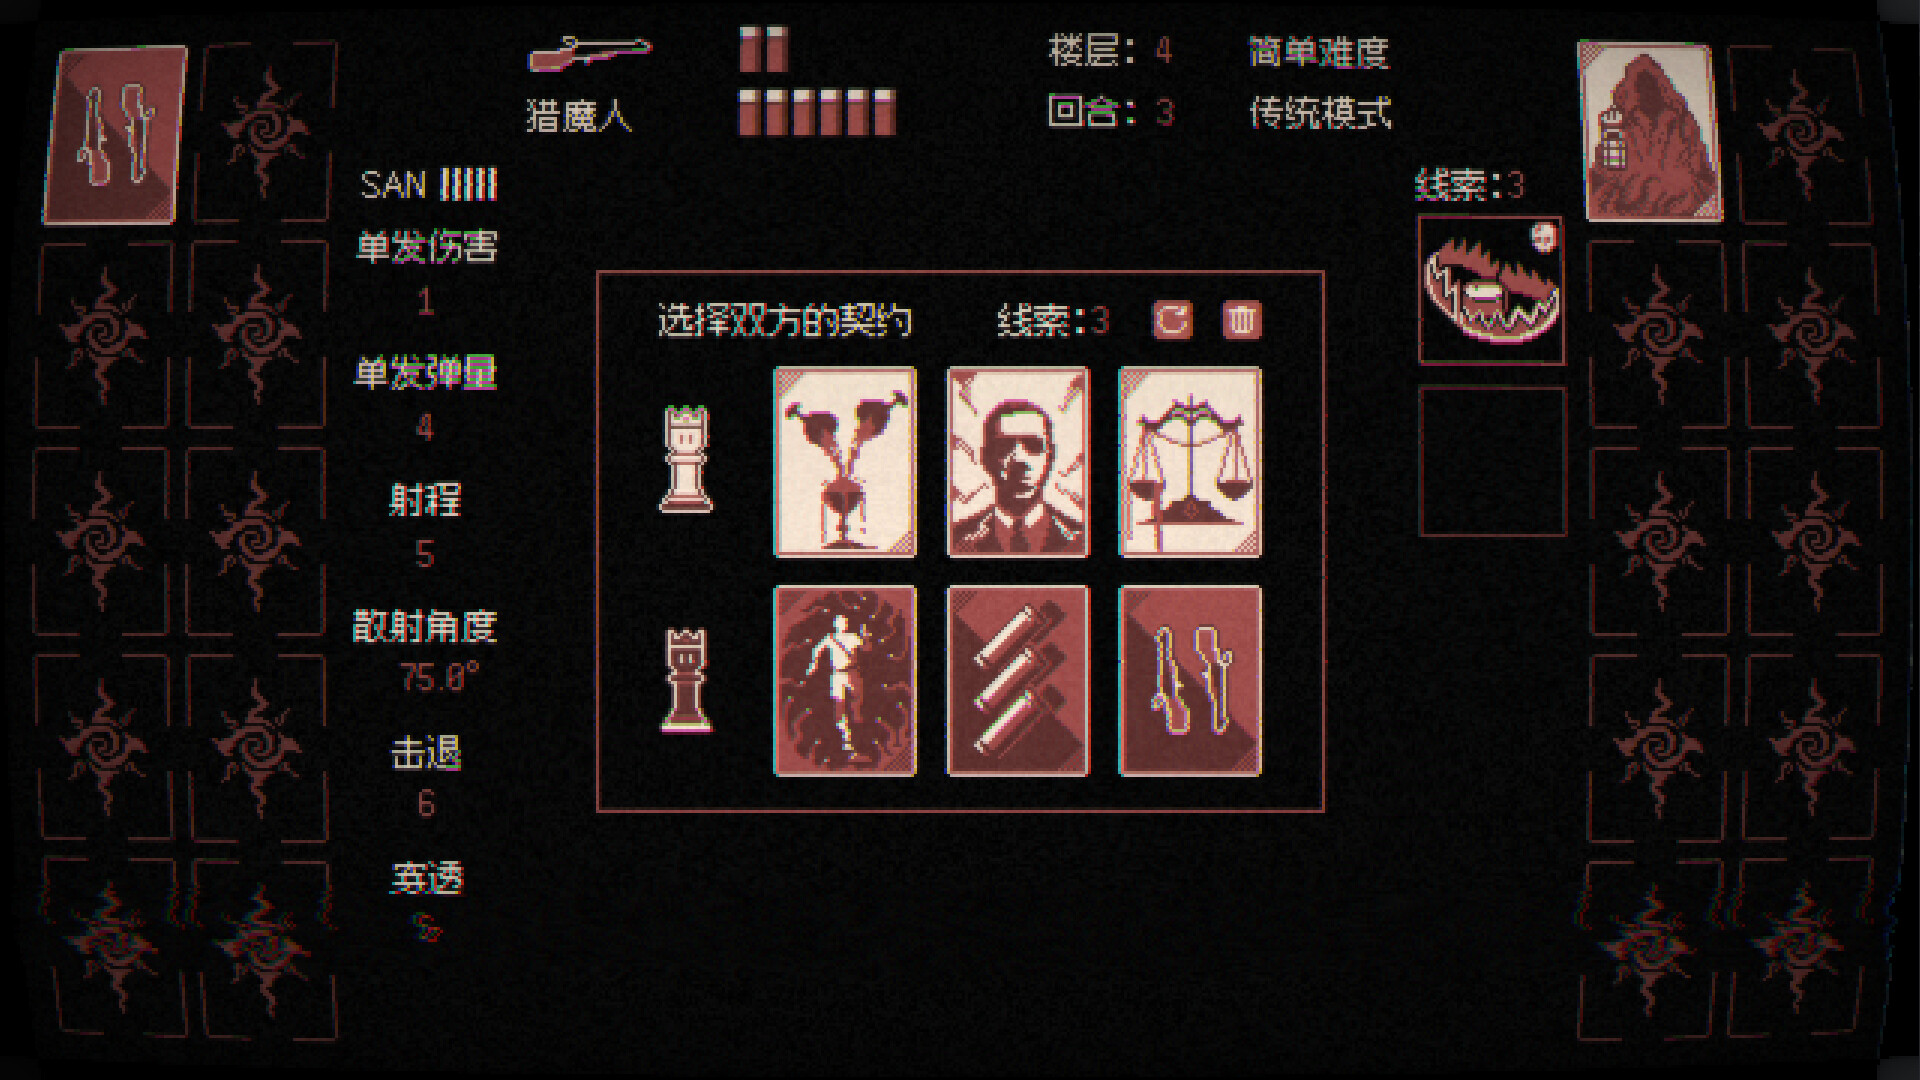 猎魔人
楼层：4
简单难度
回合：3
传统模式
SAN
单发伤害
1
单发弹量
4
射程
5
散射角度
75.0°
击退
6
穿透
线索:3
选择双方的契约
线索:3